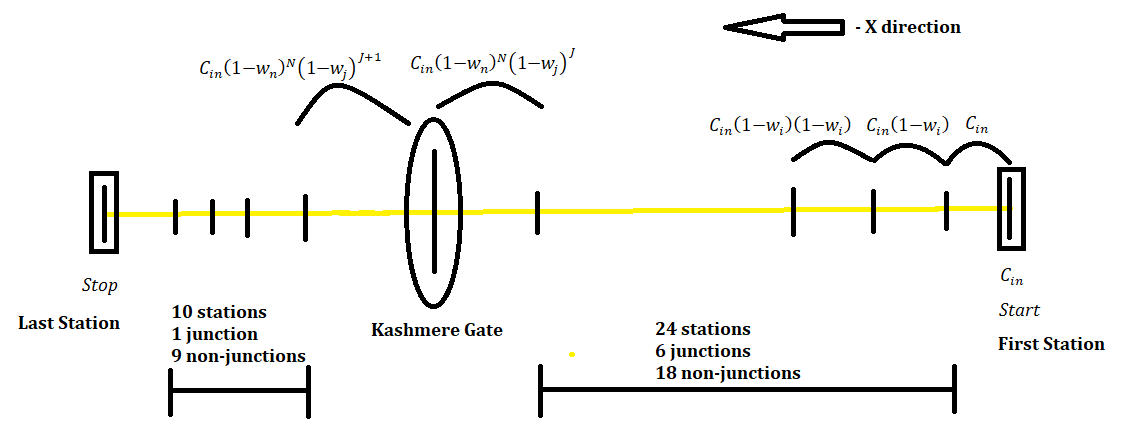 - X direction
C_{in}(1−w_n)^N(1−w_j)^{J+1}
C_{in}(1−w_n)^N(1−w_j)^J
C_{in}(1−w_i)(1−w_i)
C_{in}(1−w_i)
C_{in}
Stop
Last Station
10 stations
1 junction
9 non-junctions
Kashmere Gate
24 stations
6 junctions
18 non-junctions
C_{in}
Start
First Station